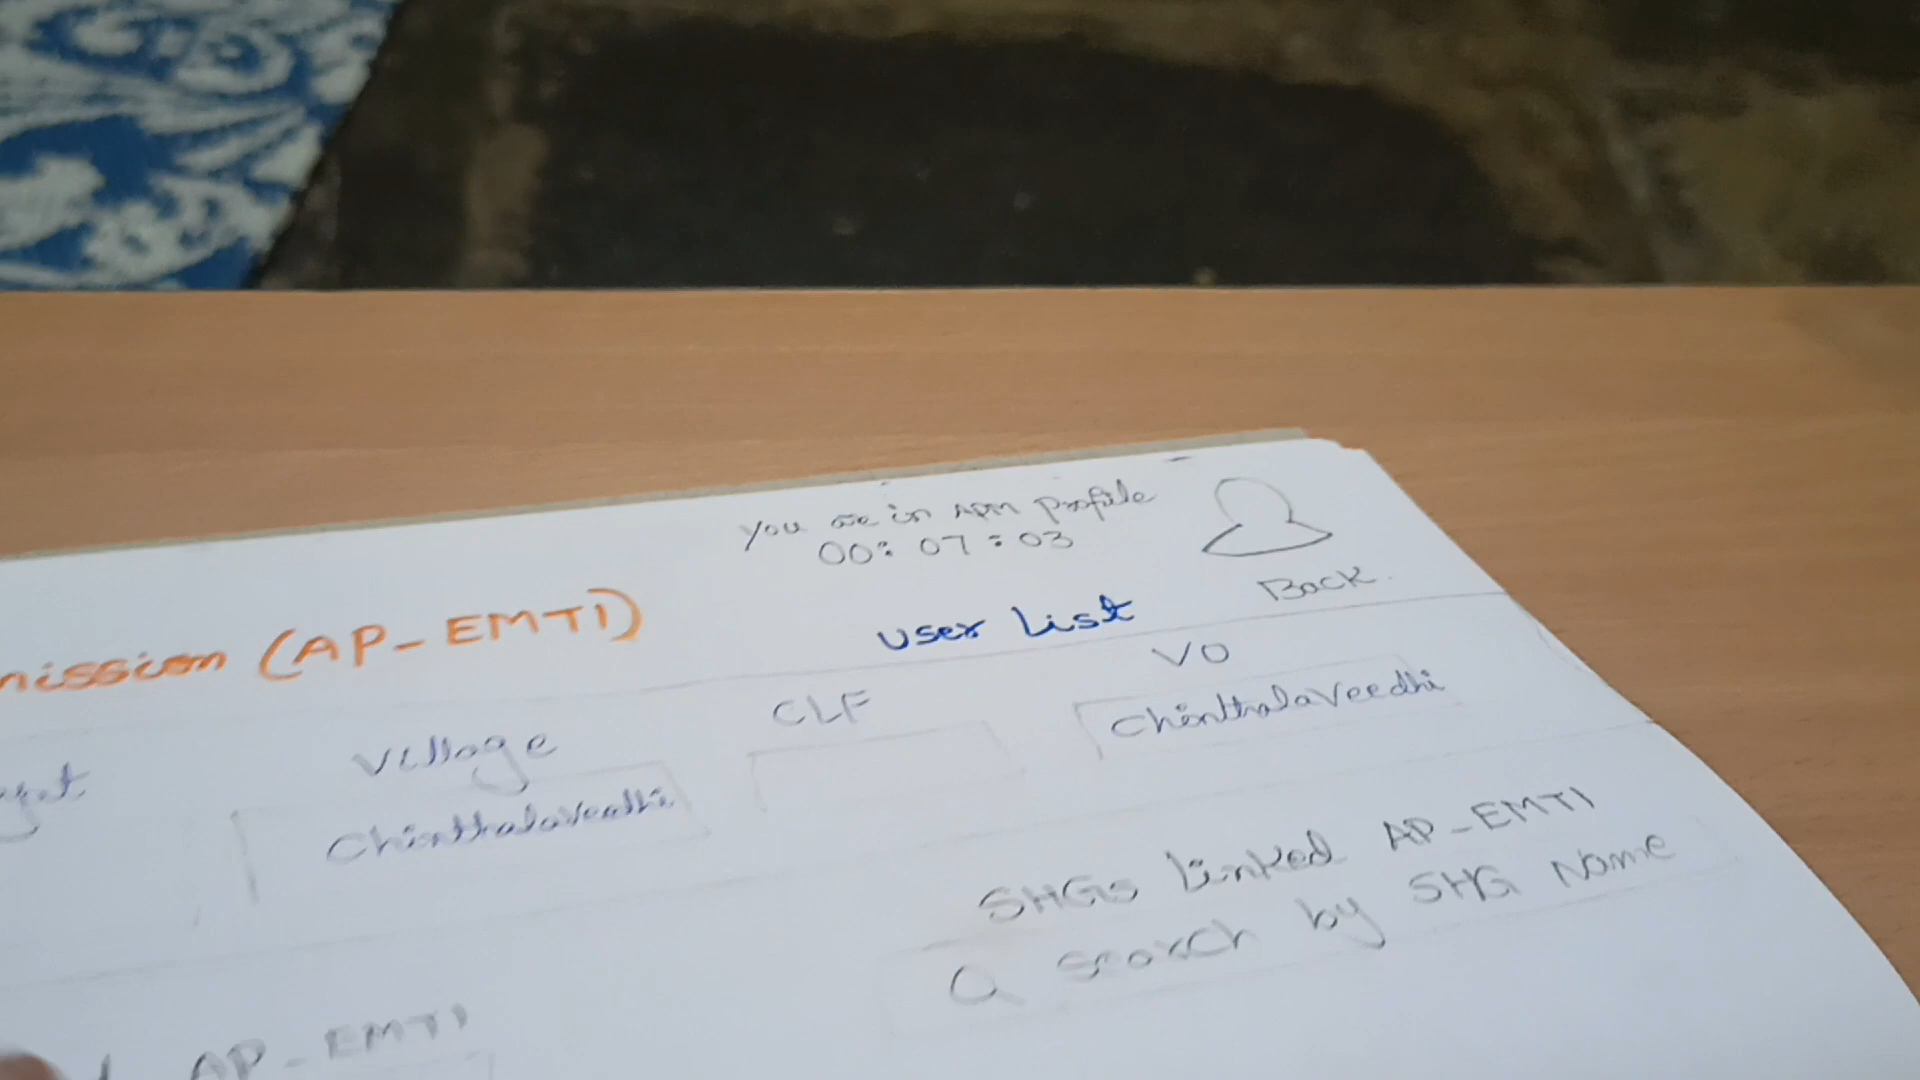 You are in APM Profile
00:07:03
Back
mission (AP-EMTI)
User List
Village
CLF
VO
Chinthalaveedhi
Chinthalaveedhi
SHGs linked AP-EMTI
Q search by SHG Name
AP-EMTI